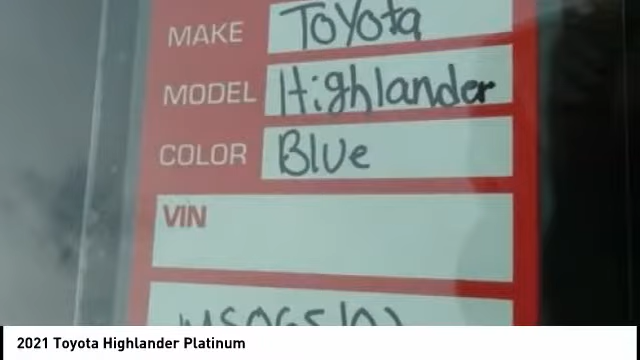 MAKE Toyota
MODEL Highlander
COLOR Blue
VIN
2021 Toyota Highlander Platinum